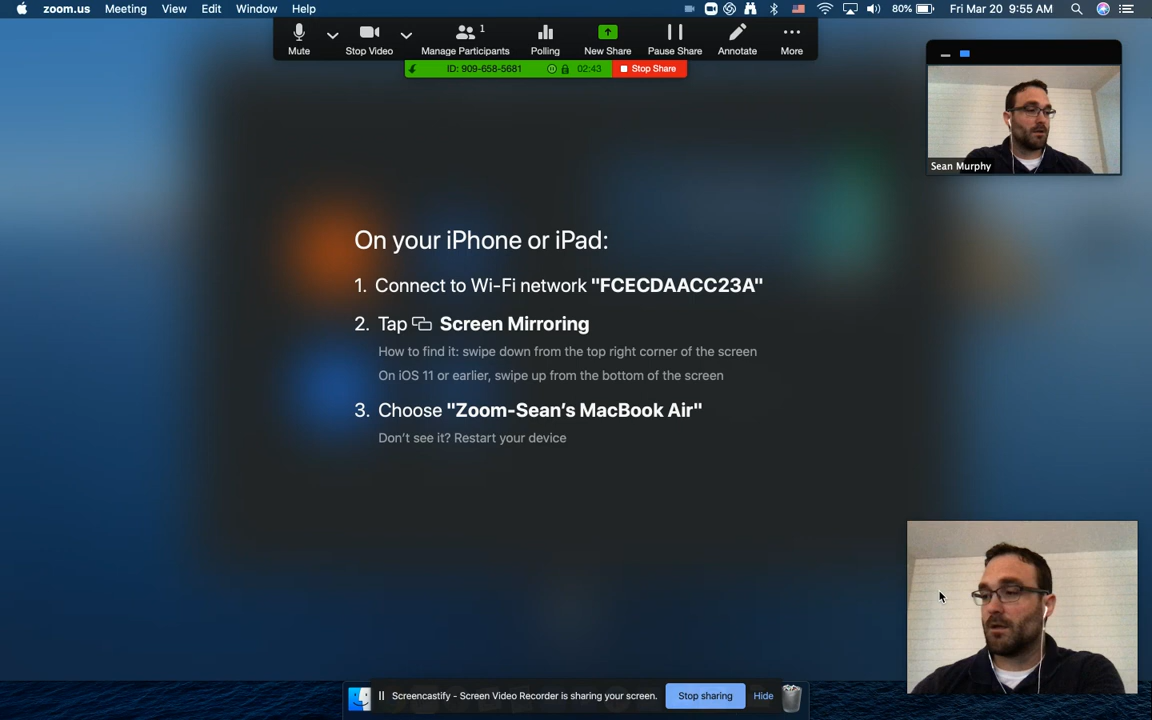 zoom.us Meeting View Edit Window Help 80% Fri Mar 20 9:55 AM
Mute Stop Video Manage Participants 1 Polling New Share Pause Share Annotate More
ID: 909-658-5681 02:43 Stop Share
Sean Murphy
On your iPhone or iPad:
1. Connect to Wi-Fi network "FCECDAACC23A"
2. Tap Screen Mirroring
How to find it: swipe down from the top right corner of the screen
On iOS 11 or earlier, swipe up from the bottom of the screen
3. Choose "Zoom-Sean's MacBook Air"
Don't see it? Restart your device
Screencastify - Screen Video Recorder is sharing your screen. Stop sharing Hide